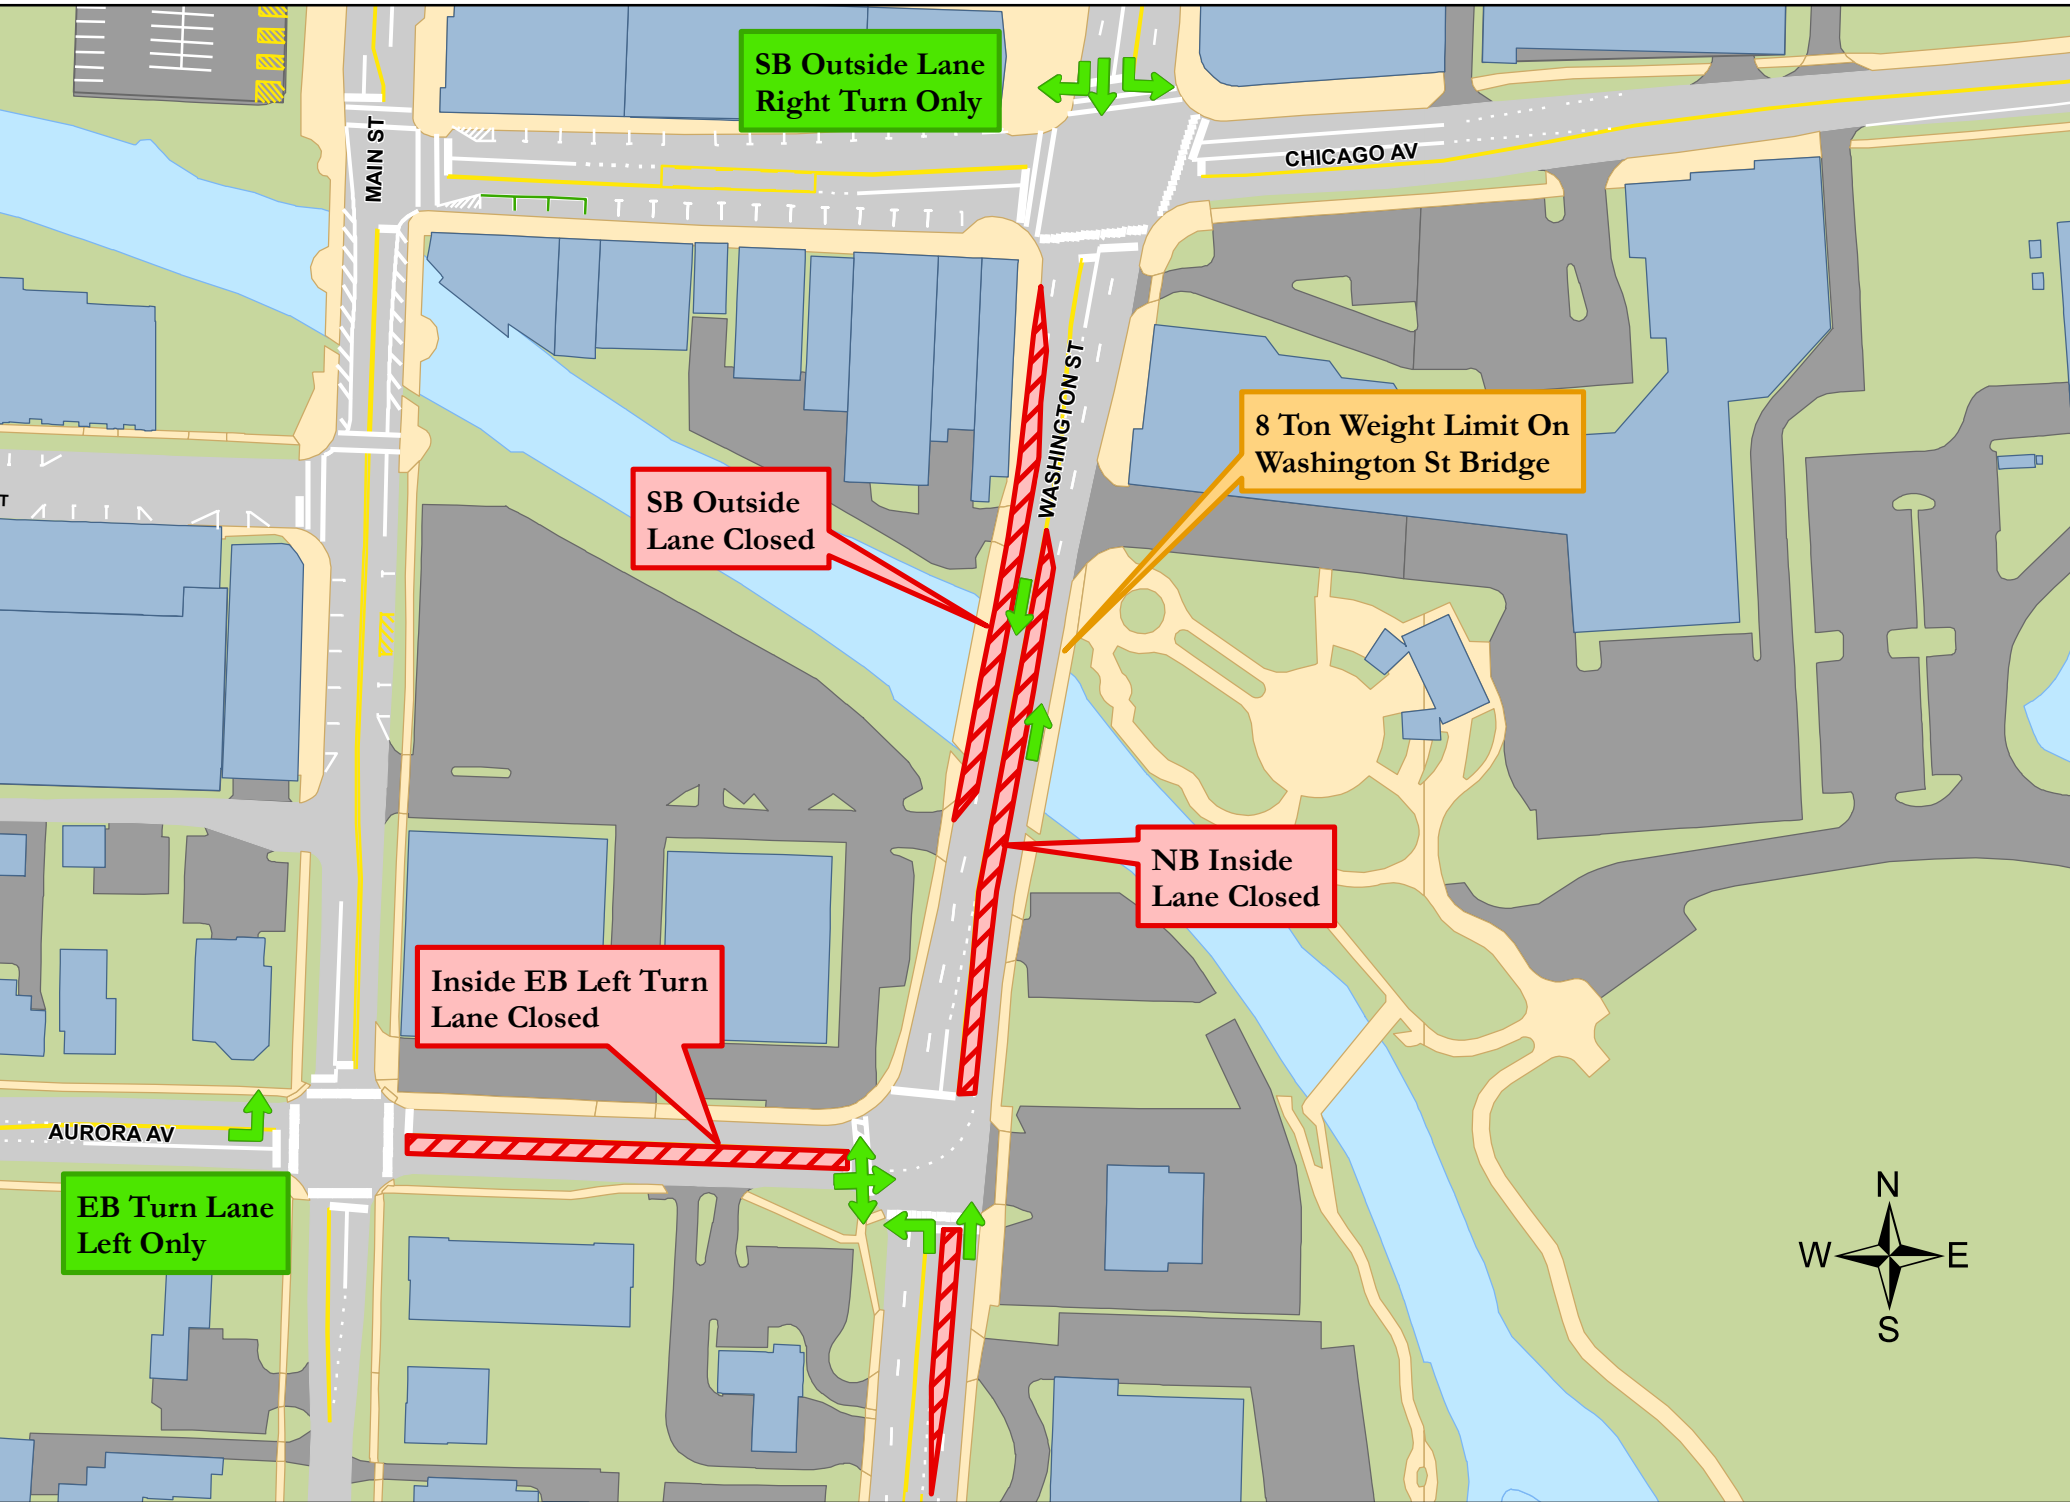 SB Outside Lane
Right Turn Only
MAIN ST
CHICAGO AV
WASHINGTON ST
8 Ton Weight Limit On
Washington St Bridge
SB Outside
Lane Closed
T
NB Inside
Lane Closed
Inside EB Left Turn
Lane Closed
AURORA AV
EB Turn Lane
Left Only
N
W
E
S